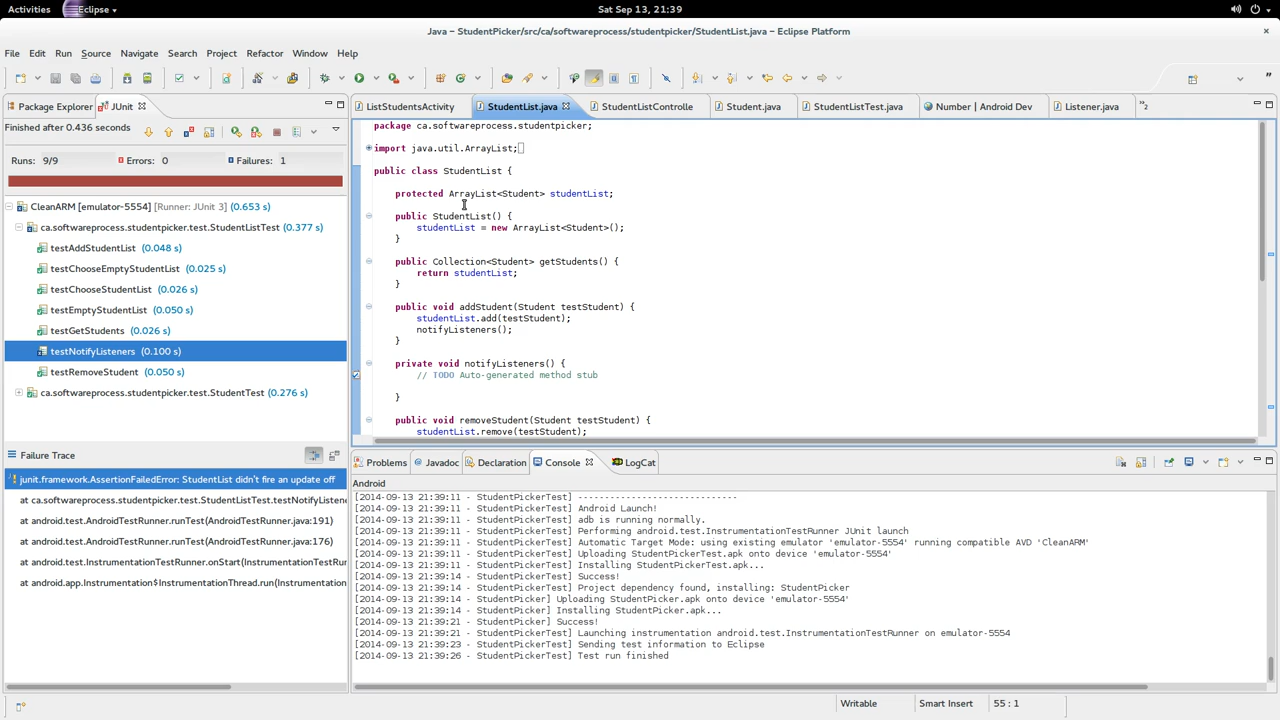 Activities Eclipse Sat Sep 13, 21:39
Java – StudentPicker/src/ca/softwareprocess/studentpicker/StudentList.java – Eclipse Platform
File Edit Run Source Navigate Search Project Refactor Window Help
Package Explorer JUnit
Finished after 0.436 seconds
Runs: 9/9 Errors: 0 Failures: 1
CleanARM [emulator-5554] [Runner: JUnit 3] (0.653 s)
ca.softwareprocess.studentpicker.test.StudentListTest (0.377 s)
testAddStudentList (0.048 s)
testChooseEmptyStudentList (0.025 s)
testChooseStudentList (0.026 s)
testEmptyStudentList (0.050 s)
testGetStudents (0.026 s)
testNotifyListeners (0.100 s)
testRemoveStudent (0.050 s)
ca.softwareprocess.studentpicker.test.StudentTest (0.276 s)
Failure Trace
junit.framework.AssertionFailedError: StudentList didn't fire an update off
at ca.softwareprocess.studentpicker.test.StudentListTest.testNotifyListene
at android.test.AndroidTestRunner.runTest(AndroidTestRunner.java:191)
at android.test.AndroidTestRunner.runTest(AndroidTestRunner.java:176)
at android.test.InstrumentationTestRunner.onStart(InstrumentationTestRu
at android.app.Instrumentation$InstrumentationThread.run(Instrumentation
ListStudentsActivity StudentList.java StudentListControlle Student.java StudentListTest.java Number | Android Dev Listener.java »2
package ca.softwareprocess.studentpicker;
import java.util.ArrayList;
public class StudentList {
protected ArrayList<Student> studentList;
public StudentList() {
studentList = new ArrayList<Student>();
}
public Collection<Student> getStudents() {
return studentList;
}
public void addStudent(Student testStudent) {
studentList.add(testStudent);
notifyListeners();
}
private void notifyListeners() {
// TODO Auto-generated method stub
}
public void removeStudent(Student testStudent) {
studentList.remove(testStudent);
Problems Javadoc Declaration Console LogCat
Android
[2014-09-13 21:39:11 - StudentPickerTest] ------------------------------
[2014-09-13 21:39:11 - StudentPickerTest] Android Launch!
[2014-09-13 21:39:11 - StudentPickerTest] adb is running normally.
[2014-09-13 21:39:11 - StudentPickerTest] Performing android.test.InstrumentationTestRunner JUnit launch
[2014-09-13 21:39:11 - StudentPickerTest] Automatic Target Mode: using existing emulator 'emulator-5554' running compatible AVD 'CleanARM'
[2014-09-13 21:39:11 - StudentPickerTest] Uploading StudentPickerTest.apk onto device 'emulator-5554'
[2014-09-13 21:39:11 - StudentPickerTest] Installing StudentPickerTest.apk...
[2014-09-13 21:39:14 - StudentPickerTest] Success!
[2014-09-13 21:39:14 - StudentPickerTest] Project dependency found, installing: StudentPicker
[2014-09-13 21:39:14 - StudentPicker] Uploading StudentPicker.apk onto device 'emulator-5554'
[2014-09-13 21:39:14 - StudentPicker] Installing StudentPicker.apk...
[2014-09-13 21:39:21 - StudentPicker] Success!
[2014-09-13 21:39:21 - StudentPickerTest] Launching instrumentation android.test.InstrumentationTestRunner on emulator-5554
[2014-09-13 21:39:23 - StudentPickerTest] Sending test information to Eclipse
[2014-09-13 21:39:26 - StudentPickerTest] Test run finished
Writable Smart Insert 55 : 1